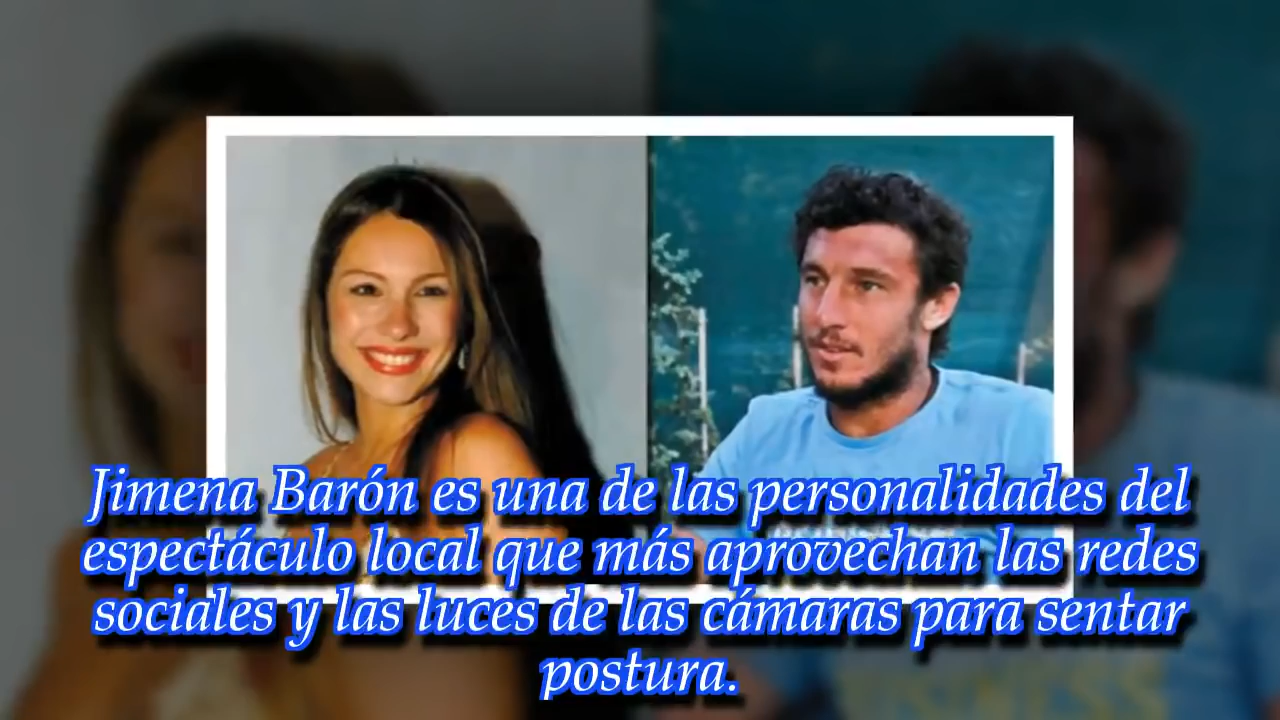 Jimena Barón es una de las personalidades del
espectáculo local que más aprovechan las redes
sociales y las luces de las cámaras para sentar
postura.